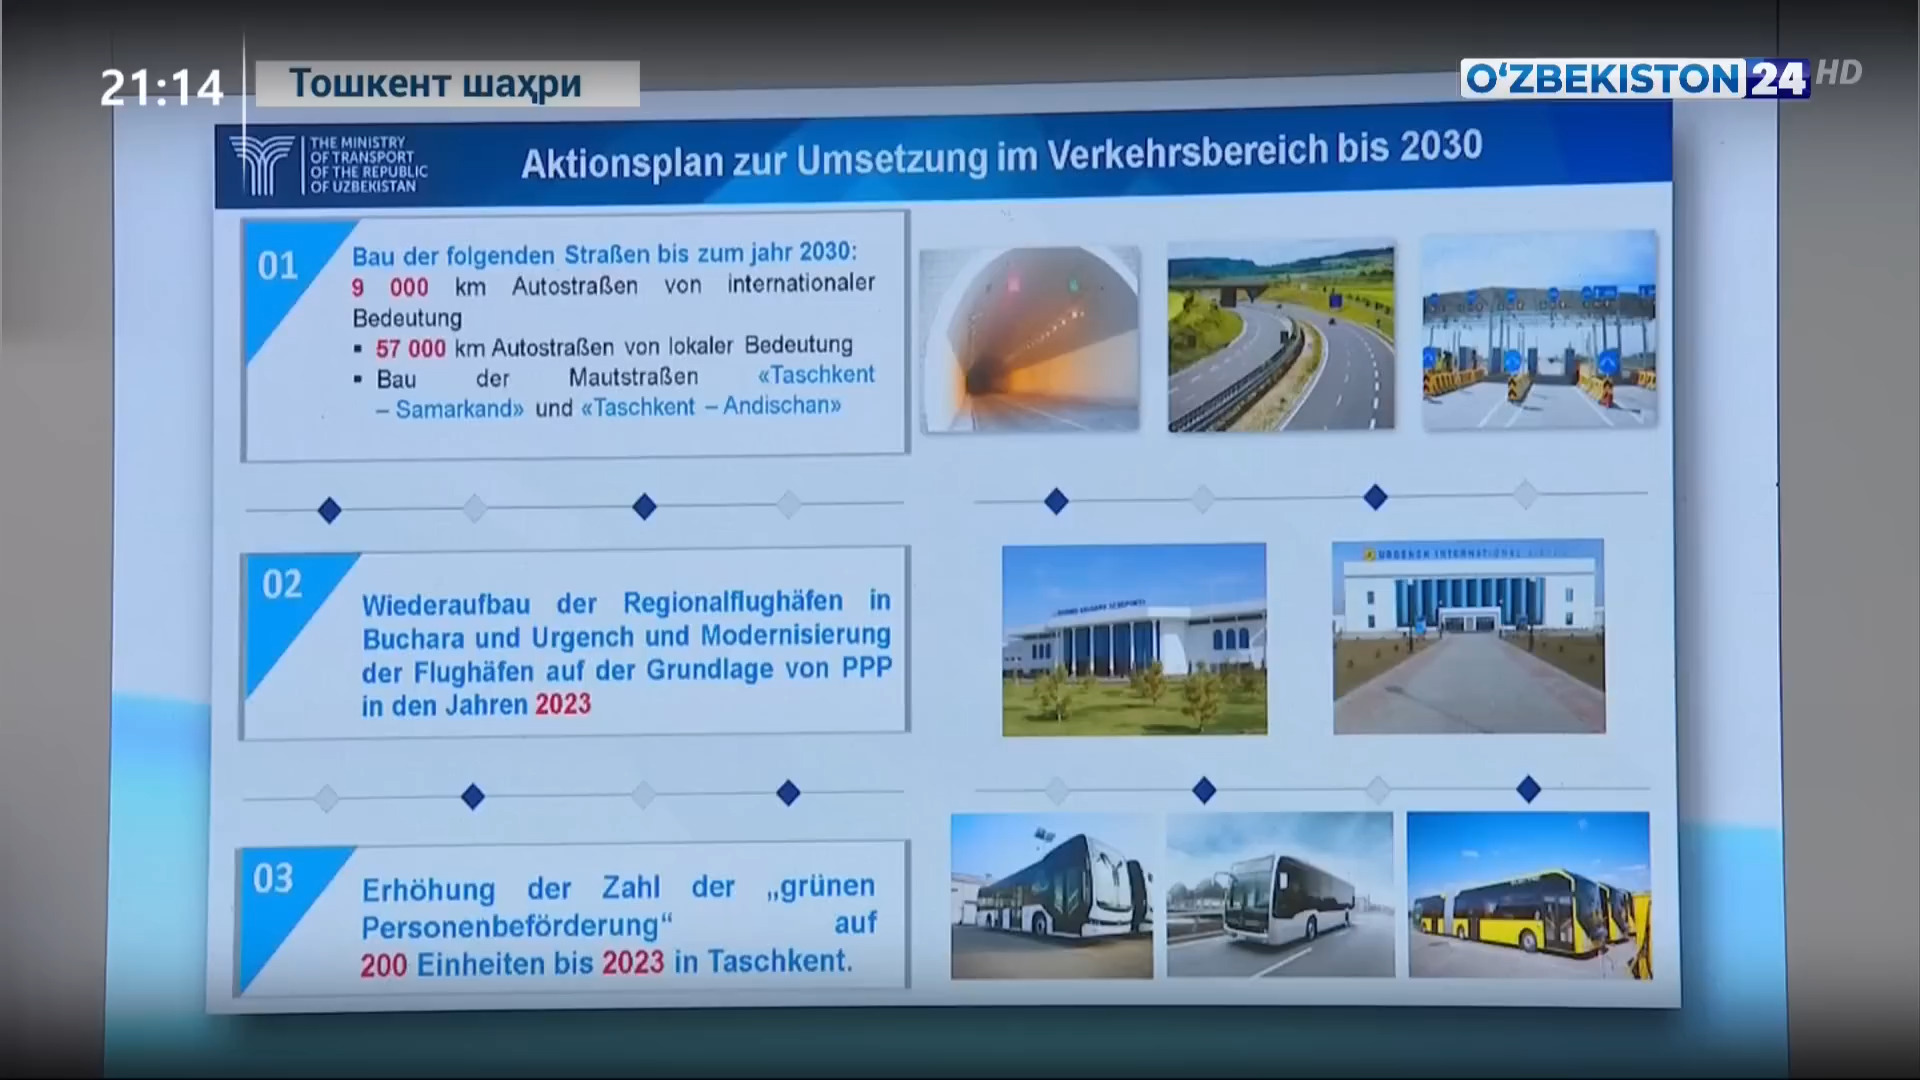 21:14
Тошкент шаҳри
O‘ZBEKISTON 24 HD
THE MINISTRY
OF TRANSPORT
OF THE REPUBLIC
OF UZBEKISTAN
Aktionsplan zur Umsetzung im Verkehrsbereich bis 2030
01
Bau der folgenden Straßen bis zum jahr 2030:
9 000 km Autostraßen von internationaler
Bedeutung
▪ 57 000 km Autostraßen von lokaler Bedeutung
▪ Bau der Mautstraßen «Taschkent
– Samarkand» und «Taschkent – Andischan»
02
Wiederaufbau der Regionalflughäfen in
Buchara und Urgench und Modernisierung
der Flughäfen auf der Grundlage von PPP
in den Jahren 2023
URGENCH INTERNATIONAL
03
Erhöhung der Zahl der „grünen
Personenbeförderung“ auf
200 Einheiten bis 2023 in Taschkent.